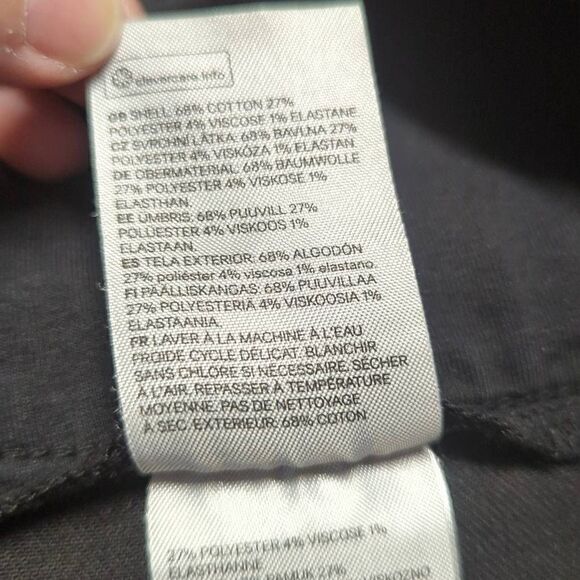 clevercare.info
GB SHELL: 68% COTTON 27%
POLYESTER 4% VISCOSE 1% ELASTANE
CZ SVRCHNÍ LÁTKA: 68% BAVLNA 27%
POLYESTER 4% VISKÓZA 1% ELASTAN
DE OBERMATERIAL: 68% BAUMWOLLE
27% POLYESTER 4% VISKOSE 1%
ELASTHAN.
EE ÜMBRIS: 68% PUUVILL 27%
POLÜESTER 4% VISKOOS 1%
ELASTAAN.
ES TELA EXTERIOR: 68% ALGODÓN
27% poliéster 4% viscosa 1% elastano.
FI PÄÄLLISKANGAS: 68% PUUVILLAA
27% POLYESTERIÄ 4% VISKOOSIA 1%
ELASTAANIA.
FR LAVER À LA MACHINE À L'EAU
FROIDE CYCLE DÉLICAT. BLANCHIR
SANS CHLORE SI NÉCESSAIRE. SÉCHER
À L'AIR. REPASSER À TEMPÉRATURE
MOYENNE. PAS DE NETTOYAGE
À SEC. EXTERIEUR: 68% COTON
27% POLYESTER 4% VISCOSE 1%
ELASTHANNE
PAMUK 27%